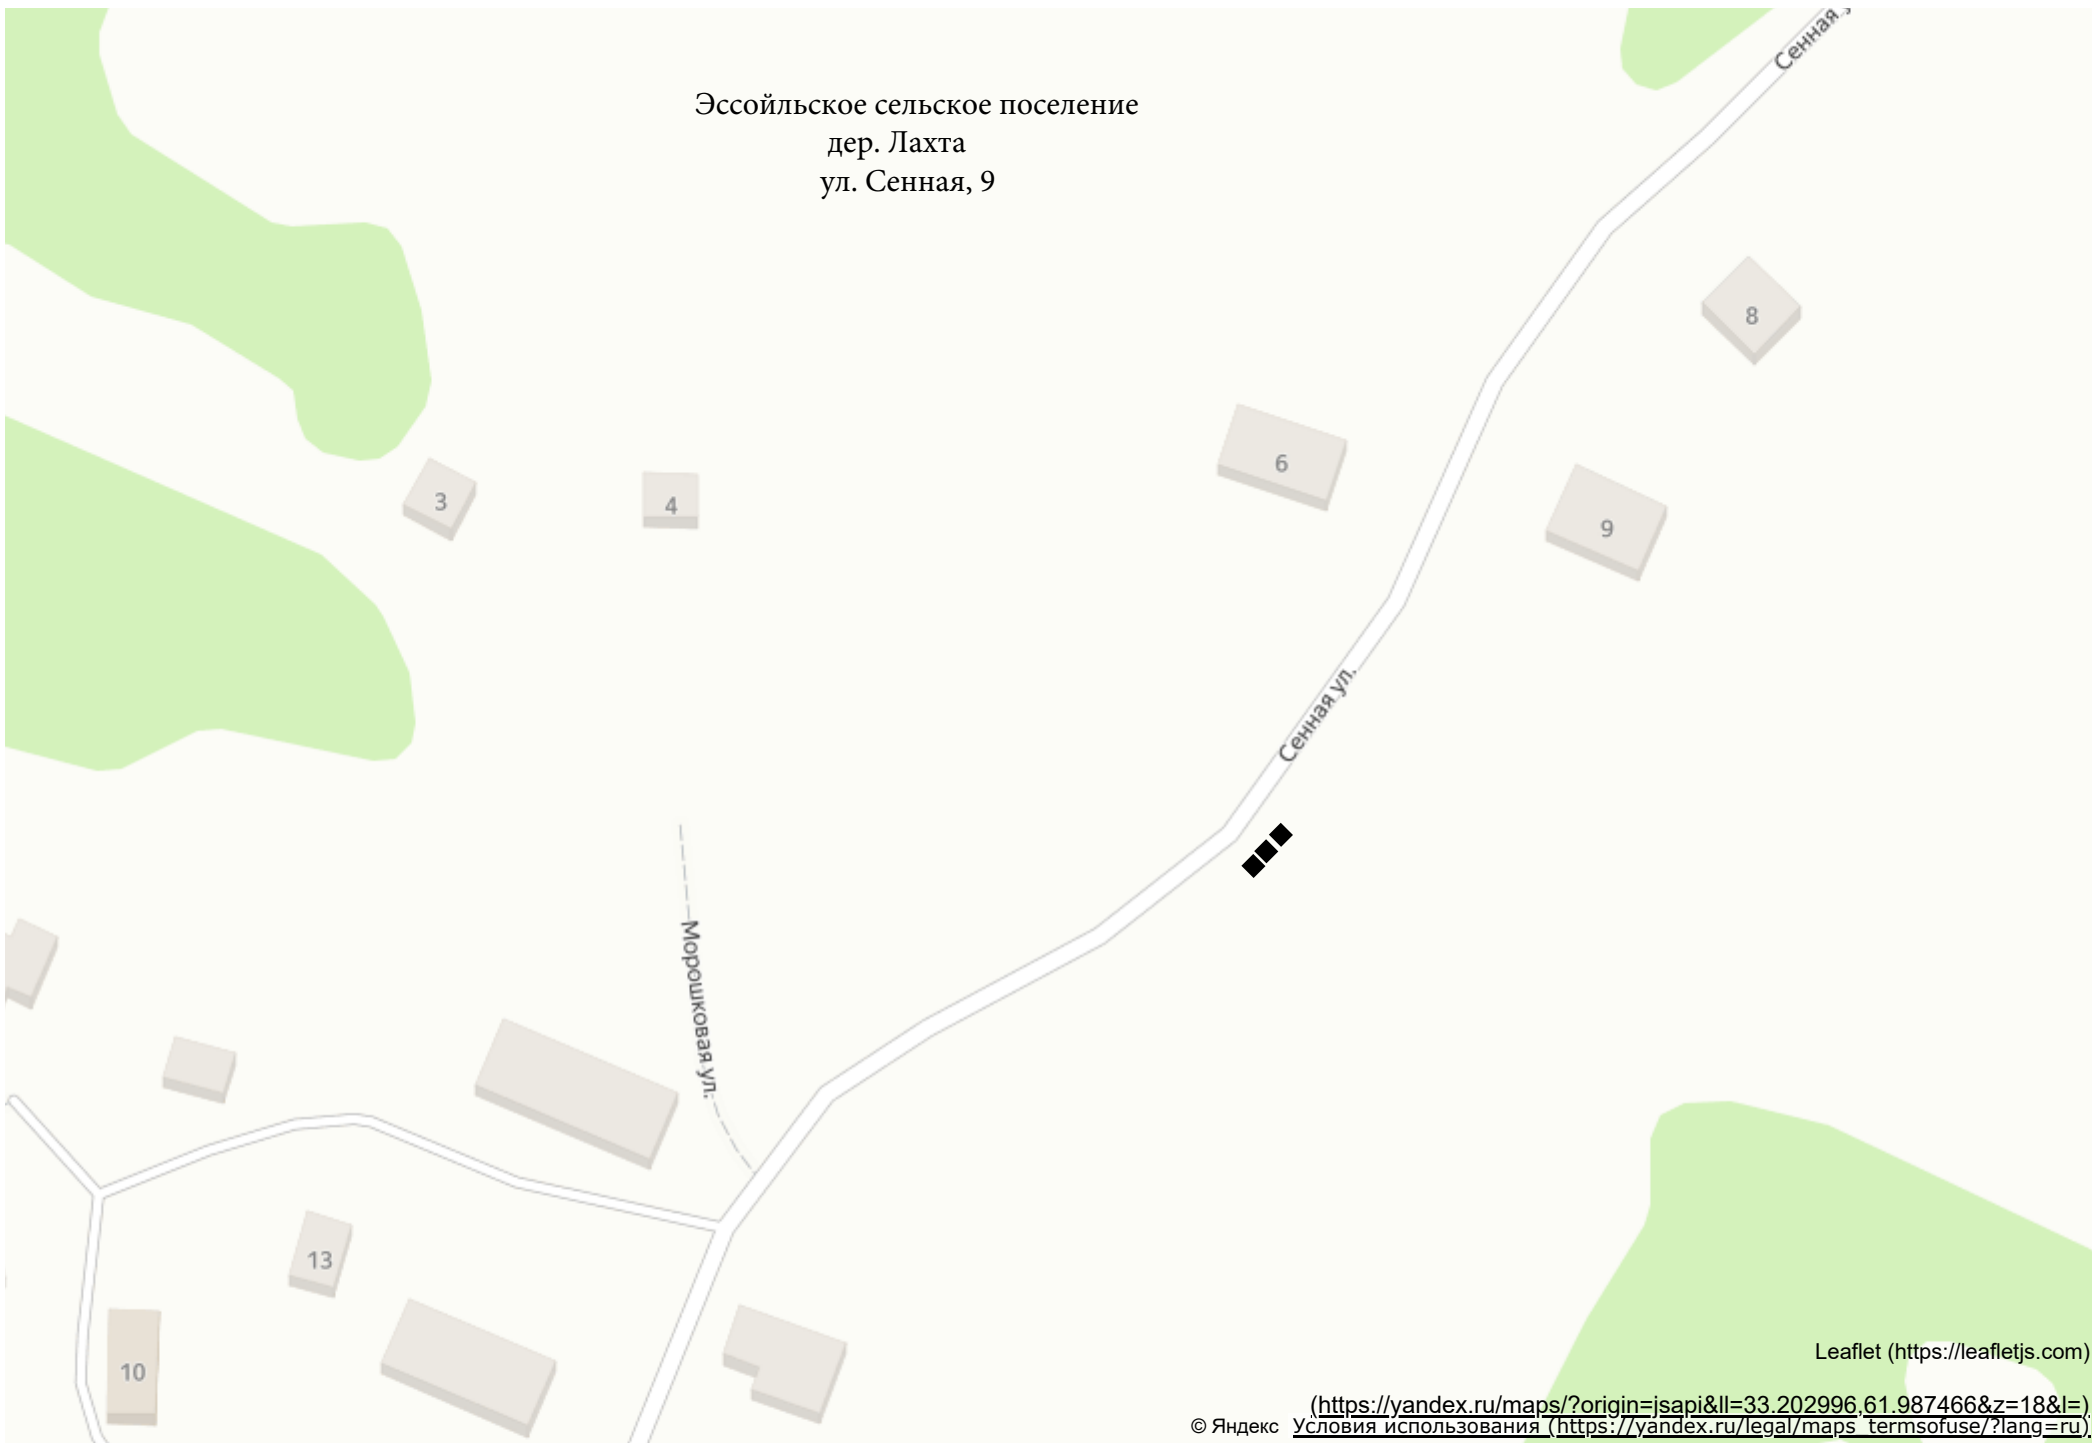 Сенная у
Эссойльское сельское поселение
дер. Лахта
ул. Сенная, 9
8
6
9
3
4
Сенная ул.
Морошковая ул.
13
10
Leaflet (https://leafletjs.com)
(https://yandex.ru/maps/?origin=jsapi&ll=33.202996,61.987466&z=18&l=)
© Яндекс Условия использования (https://yandex.ru/legal/maps_termsofuse/?lang=ru)